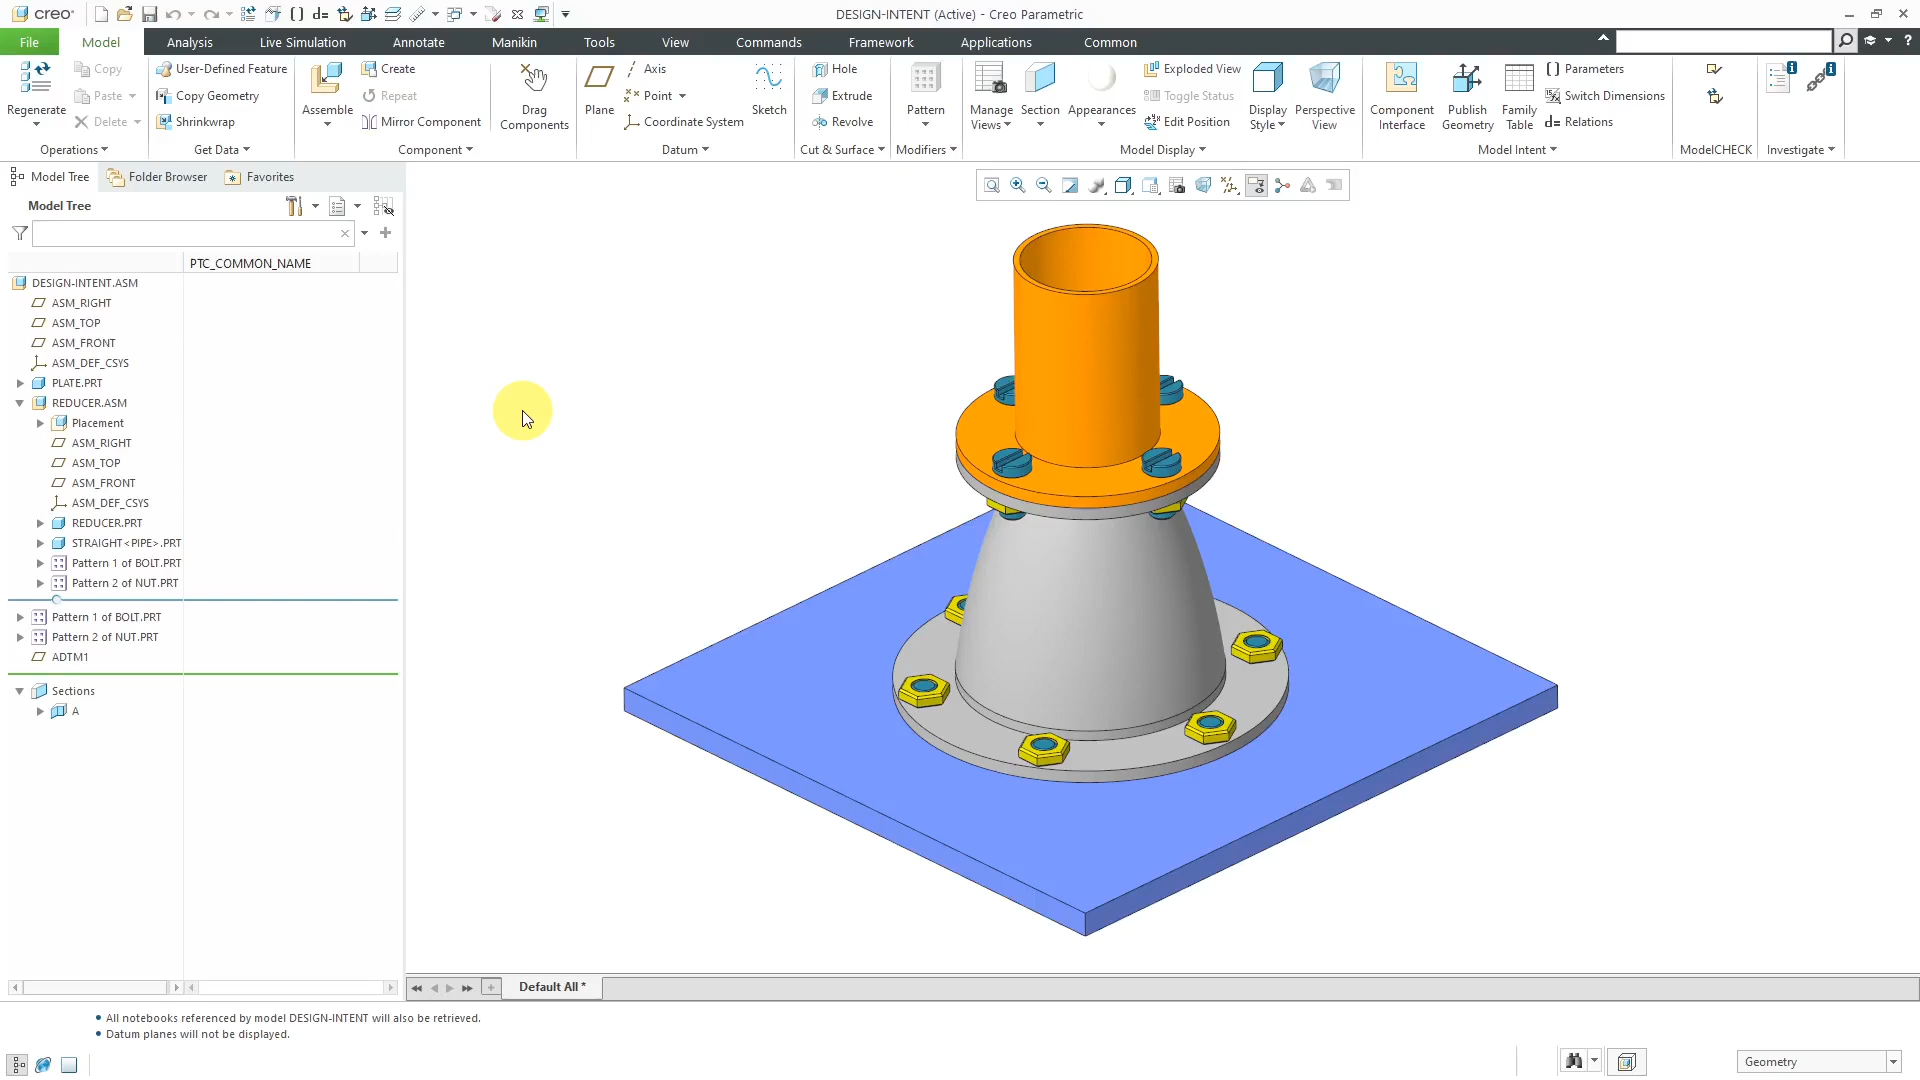 creo
DESIGN-INTENT (Active) - Creo Parametric
File Model Analysis Live Simulation Annotate Manikin Tools View Commands Framework Applications Common
Regenerate
Copy
Paste
Delete
Operations
User-Defined Feature
Copy Geometry
Shrinkwrap
Get Data
Assemble
Create
Repeat
Mirror Component
Drag
Components
Component
Plane
Axis
Point
Coordinate System
Sketch
Datum
Hole
Extrude
Revolve
Cut & Surface
Pattern
Modifiers
Manage
Views
Section
Appearances
Exploded View
Toggle Status
Edit Position
Display
Style
Perspective
View
Model Display
Component
Interface
Publish
Geometry
Family
Table
Parameters
Switch Dimensions
d= Relations
Model Intent
ModelCHECK
Investigate
Model Tree Folder Browser Favorites
Model Tree
PTC_COMMON_NAME
DESIGN-INTENT.ASM
ASM_RIGHT
ASM_TOP
ASM_FRONT
ASM_DEF_CSYS
PLATE.PRT
REDUCER.ASM
Placement
ASM_RIGHT
ASM_TOP
ASM_FRONT
ASM_DEF_CSYS
REDUCER.PRT
STRAIGHT<PIPE>.PRT
Pattern 1 of BOLT.PRT
Pattern 2 of NUT.PRT
Pattern 1 of BOLT.PRT
Pattern 2 of NUT.PRT
ADTM1
Sections
A
Default All *
• All notebooks referenced by model DESIGN-INTENT will also be retrieved.
• Datum planes will not be displayed.
Geometry